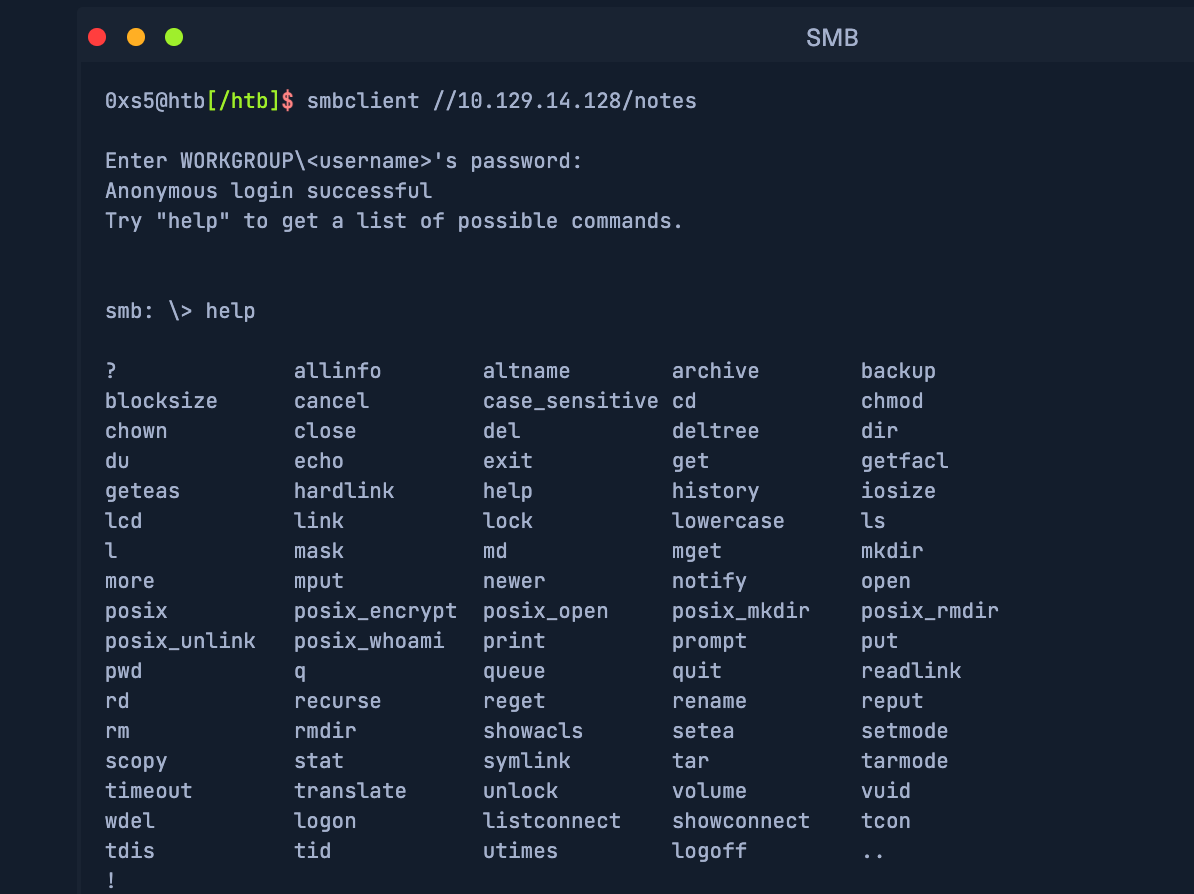 SMB
0xs5@htb[/htb]$ smbclient //10.129.14.128/notes
Enter WORKGROUP\<username>'s password:
Anonymous login successful
Try "help" to get a list of possible commands.
smb: \> help
? allinfo altname archive backup
blocksize cancel case_sensitive cd chmod
chown close del deltree dir
du echo exit get getfacl
geteas hardlink help history iosize
lcd link lock lowercase ls
l mask md mget mkdir
more mput newer notify open
posix posix_encrypt posix_open posix_mkdir posix_rmdir
posix_unlink posix_whoami print prompt put
pwd q queue quit readlink
rd recurse reget rename reput
rm rmdir showacls setea setmode
scopy stat symlink tar tarmode
timeout translate unlock volume vuid
wdel logon listconnect showconnect tcon
tdis tid utimes logoff ..
!